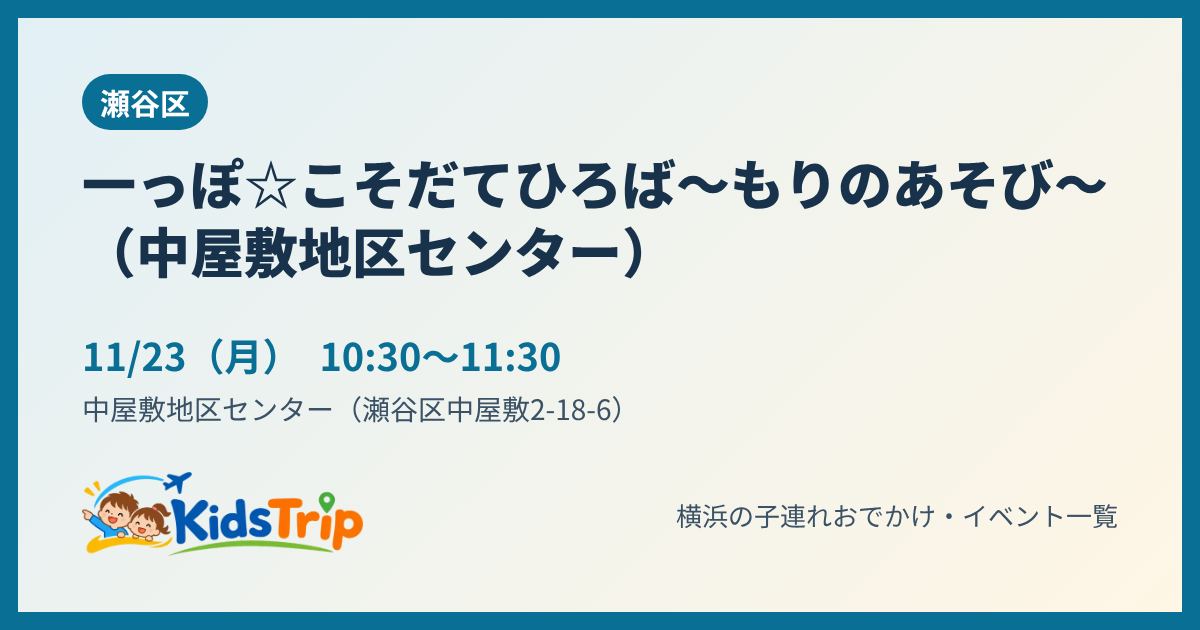 瀬谷区
一っぽ☆こそだてひろば～もりのあそび～
（中屋敷地区センター）
11/23（月） 10:30～11:30
中屋敷地区センター（瀬谷区中屋敷2-18-6）
KidsTrip
横浜の子連れおでかけ・イベント一覧